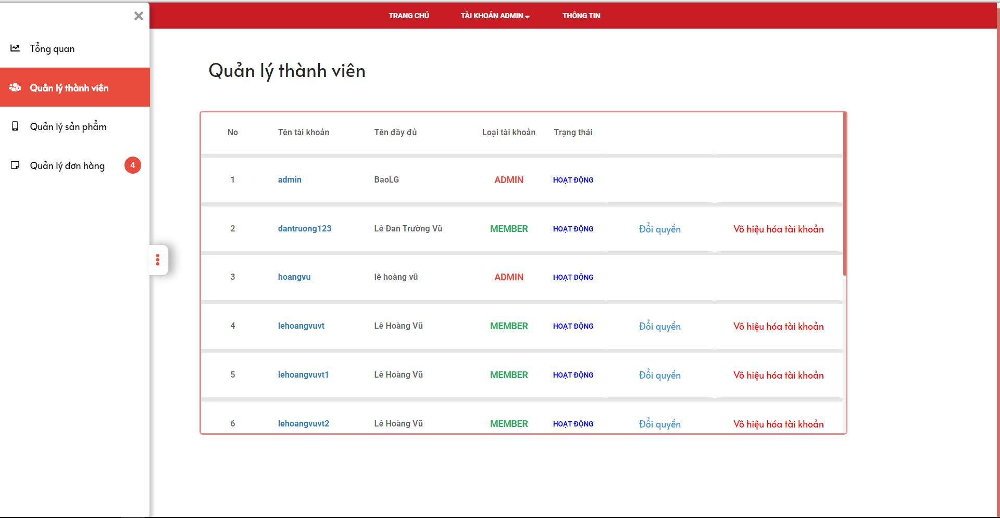 TRANG CHỦ TÀI KHOẢN ADMIN THÔNG TIN
Tổng quan
Quản lý thành viên
Quản lý sản phẩm
Quản lý đơn hàng 4
Quản lý thành viên
No Tên tài khoản Tên đầy đủ Loại tài khoản Trạng thái
1 admin BaoLG ADMIN HOẠT ĐỘNG
2 dantruong123 Lê Đan Trường Vũ MEMBER HOẠT ĐỘNG Đổi quyền Vô hiệu hóa tài khoản
3 hoangvu lê hoàng vũ ADMIN HOẠT ĐỘNG
4 lehoangvuvt Lê Hoàng Vũ MEMBER HOẠT ĐỘNG Đổi quyền Vô hiệu hóa tài khoản
5 lehoangvuvt1 Lê Hoàng Vũ MEMBER HOẠT ĐỘNG Đổi quyền Vô hiệu hóa tài khoản
6 lehoangvuvt2 Lê Hoàng Vũ MEMBER HOẠT ĐỘNG Đổi quyền Vô hiệu hóa tài khoản